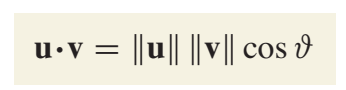 u·v = ‖u‖ ‖v‖ cos ϑ